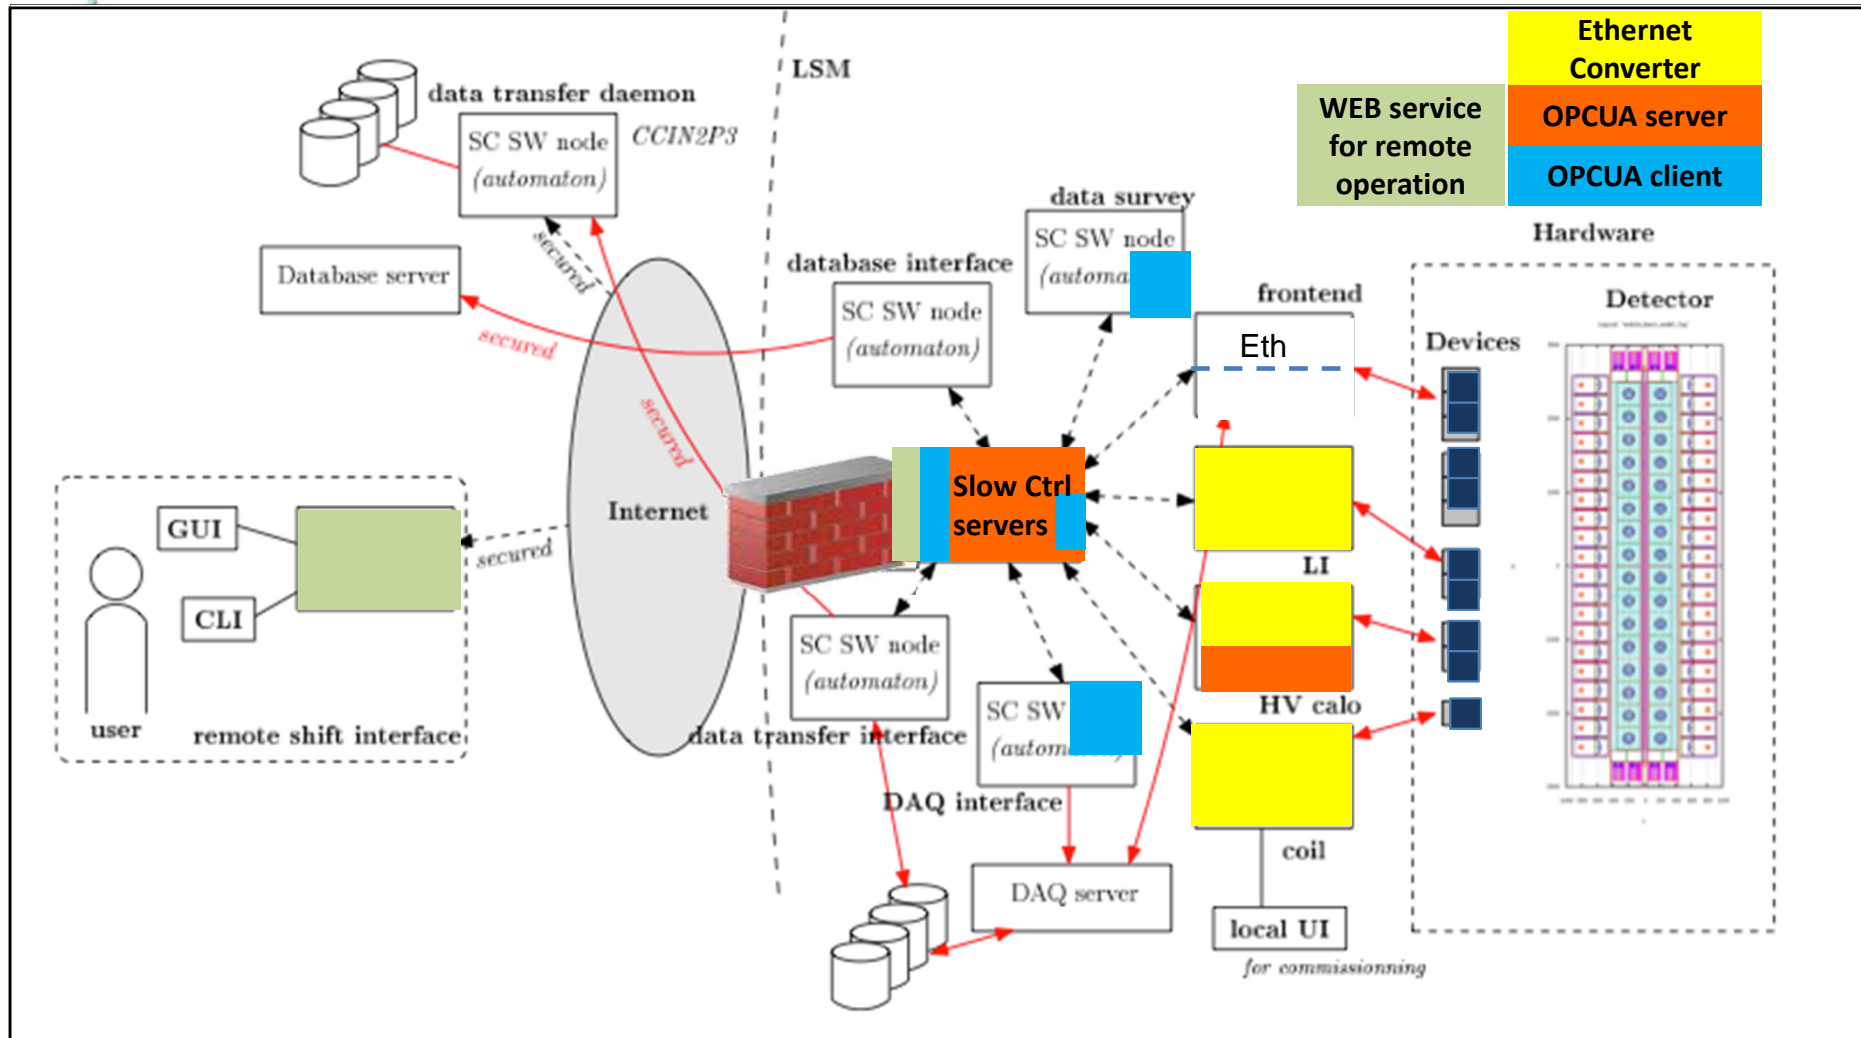 LSM
Ethernet
Converter
WEB service
for remote
operation
OPCUA server
OPCUA client
data transfer daemon
SC SW node
(automaton)
CCIN2P3
secured
Database server
secured
secured
database interface
SC SW node
(automaton)
data survey
SC SW node
(automa
frontend
Eth
Hardware
Devices
Detector
Internet
Slow Ctrl
servers
LI
HV calo
coil
local UI
for commissionning
GUI
CLI
user
remote shift interface
secured
SC SW node
(automaton)
data transfer interface
SC SW
(autom
DAQ interface
DAQ server